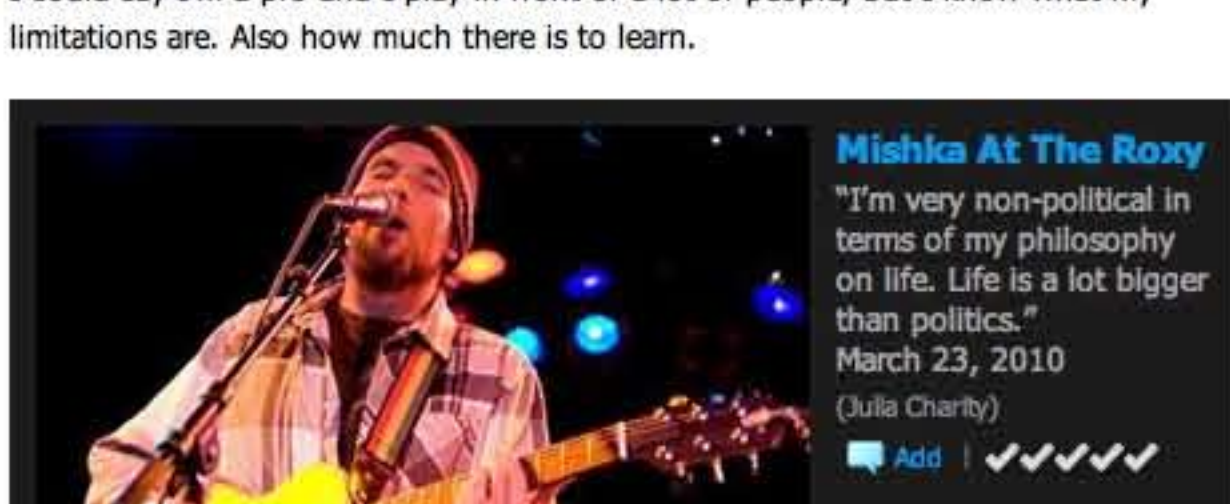 limitations are. Also how much there is to learn.
Mishka At The Roxy
“I’m very non-political in
terms of my philosophy
on life. Life is a lot bigger
than politics.”
March 23, 2010
(Julia Charity)
Add |